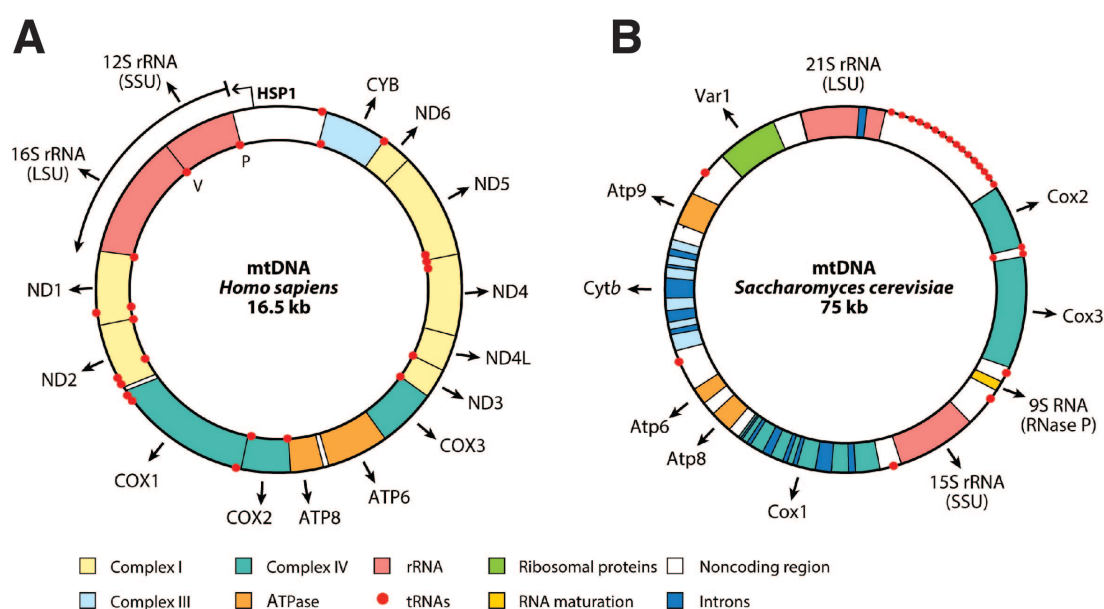 A
12S rRNA
(SSU)
HSP1
CYB
ND6
16S rRNA
(LSU)
P
V
ND5
mtDNA
Homo sapiens
16.5 kb
ND1
ND4
ND4L
ND2
ND3
COX3
COX1
ATP6
COX2
ATP8
B
21S rRNA
(LSU)
Var1
Atp9
Cox2
mtDNA
Saccharomyces cerevisiae
75 kb
Cytb
Cox3
9S RNA
(RNase P)
Atp6
Atp8
15S rRNA
(SSU)
Cox1
Complex I
Complex IV
rRNA
Ribosomal proteins
Noncoding region
Complex III
ATPase
tRNAs
RNA maturation
Introns